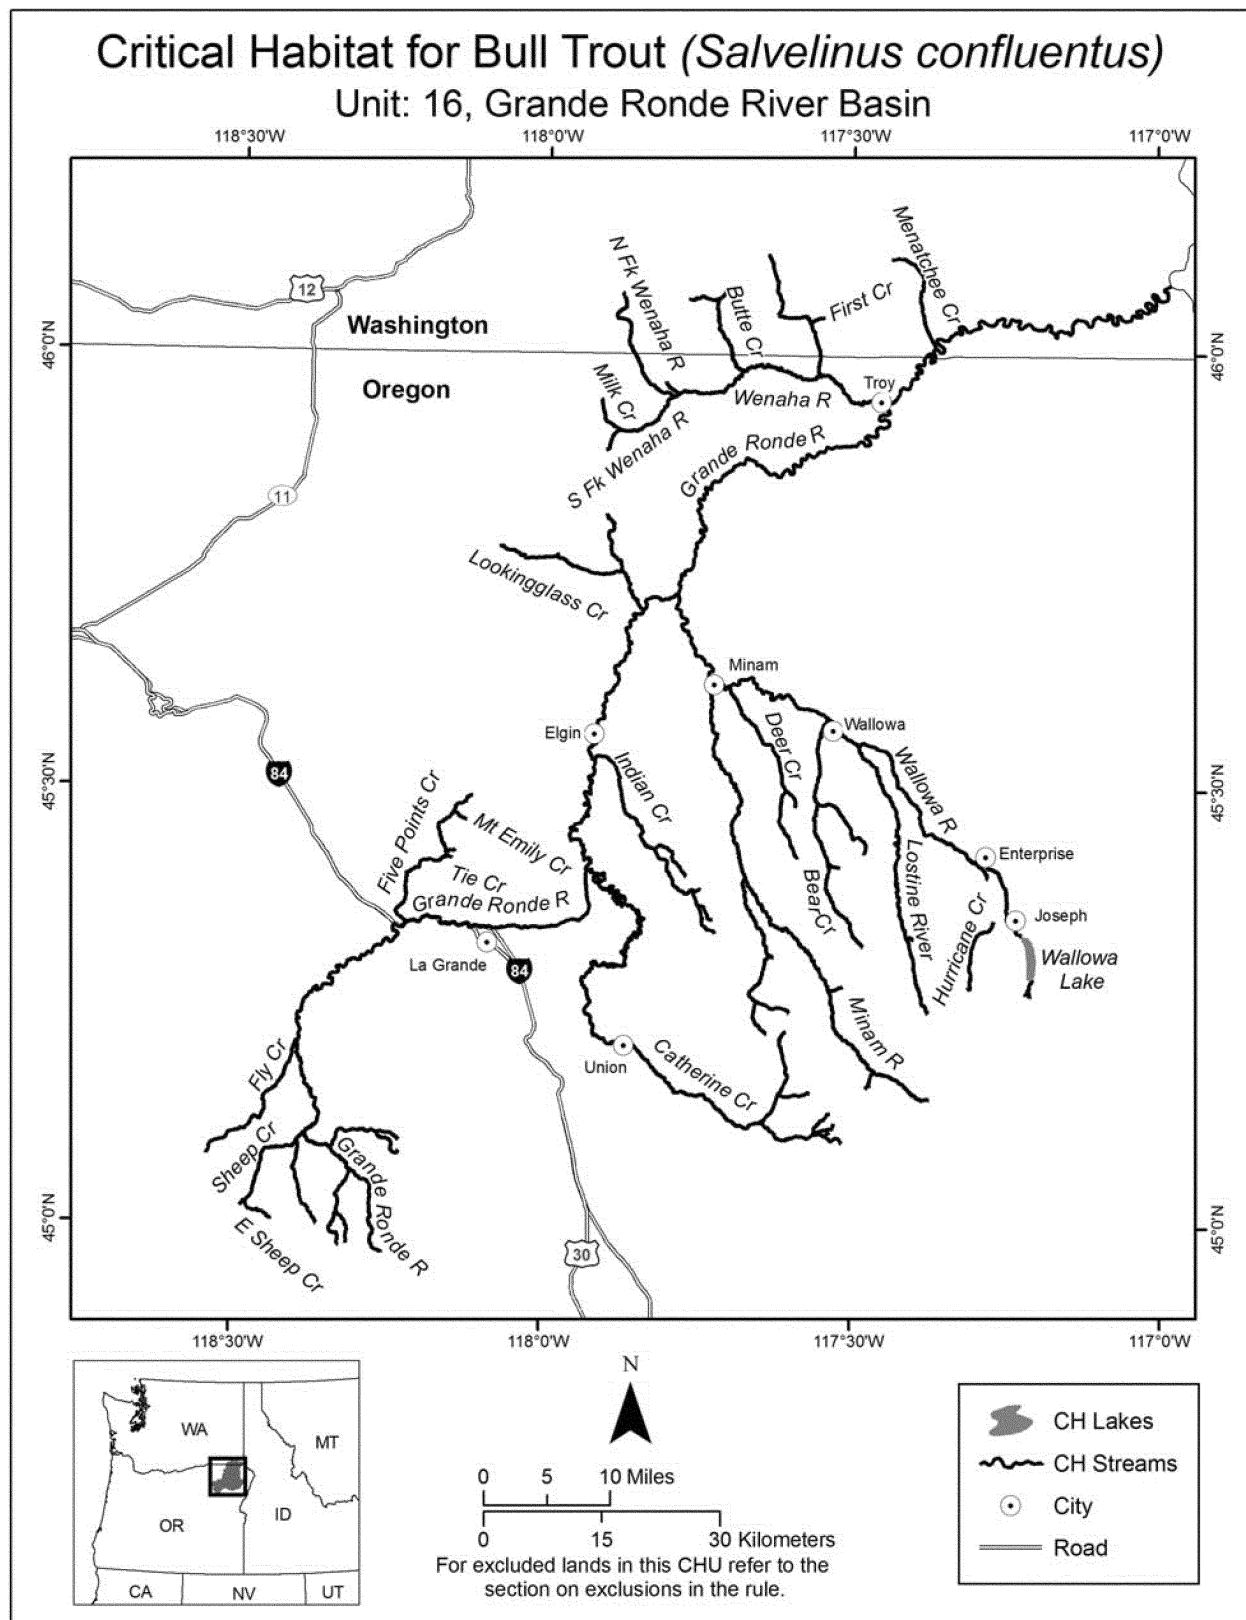 Critical Habitat for Bull Trout (Salvelinus confluentus)
Unit: 16, Grande Ronde River Basin
118°30'W 118°0'W 117°30'W 117°0'W
N Fk Wenaha R
Menatchee Cr
Butte Cr
First Cr
12
Washington
46°0'N
46°0'N
Oregon
Milk Cr
Troy
Wenaha R
S Fk Wenaha R
Grande Ronde R
11
Lookingglass Cr
Minam
Elgin
Deer Cr
Wallowa
Indian Cr
Wallowa R
84
45°30'N
45°30'N
Five Points Cr
Mt Emily Cr
Enterprise
Tie Cr
Grande Ronde R
Bear Cr
Lostine River
Hurricane Cr
Joseph
La Grande
84
Wallowa
Lake
Minam R
Union
Catherine Cr
Fly Cr
Sheep Cr
Grande Ronde R
E Sheep Cr
45°0'N
45°0'N
30
118°30'W 118°0'W 117°30'W 117°0'W
WA
MT
OR
ID
CA
NV
UT
N
0 5 10 Miles
0 15 30 Kilometers
For excluded lands in this CHU refer to the
section on exclusions in the rule.
CH Lakes
CH Streams
City
Road